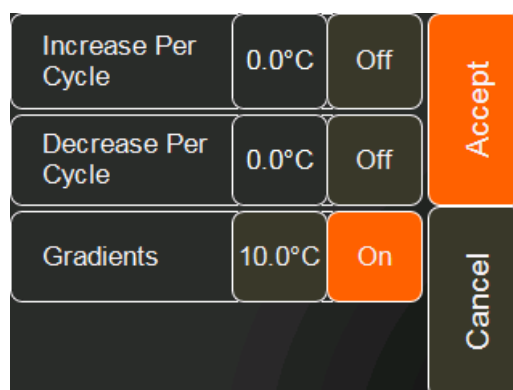 Increase Per
Cycle
0.0°C
Off
Decrease Per
Cycle
0.0°C
Off
Gradients
10.0°C
On
Accept
Cancel